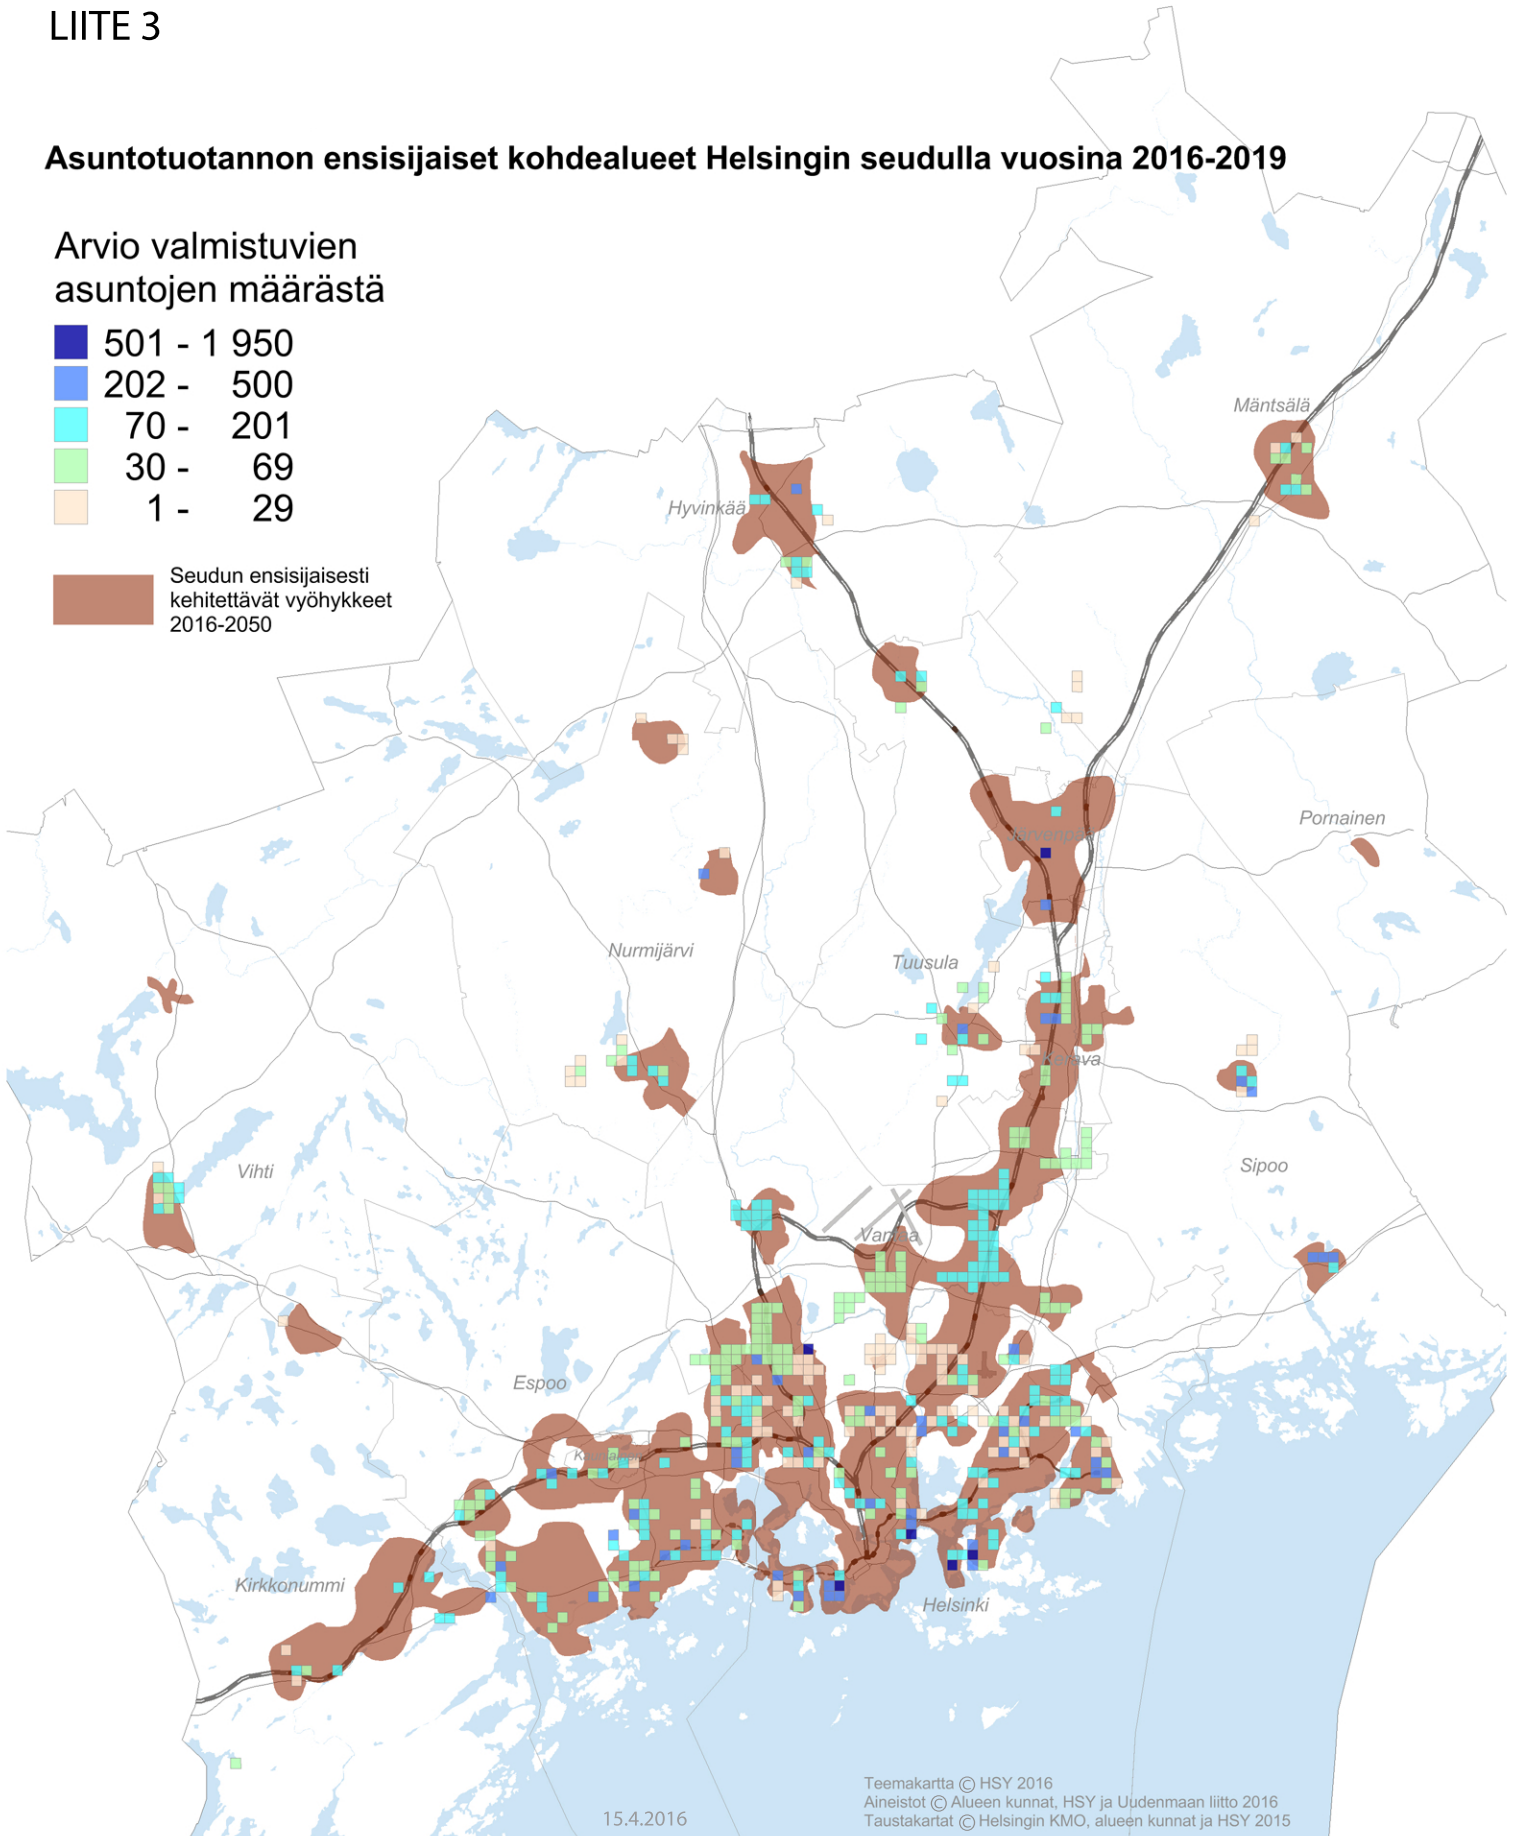 LIITE 3
Asuntotuotannon ensisijaiset kohdealueet Helsingin seudulla vuosina 2016-2019
Arvio valmistuvien
asuntojen määrästä
501 - 1 950
202 - 500
70 - 201
30 - 69
1 - 29
Seudun ensisijaisesti
kehitettävät vyöhykkeet
2016-2050
Mäntsälä
Hyvinkää
Pornainen
Järvenpää
Nurmijärvi
Tuusula
Kerava
Vihti
Sipoo
Vantaa
Espoo
Kauniainen
Kirkkonummi
Helsinki
Teemakartta © HSY 2016
Aineistot © Alueen kunnat, HSY ja Uudenmaan liitto 2016
Taustakartat © Helsingin KMO, alueen kunnat ja HSY 2015
15.4.2016